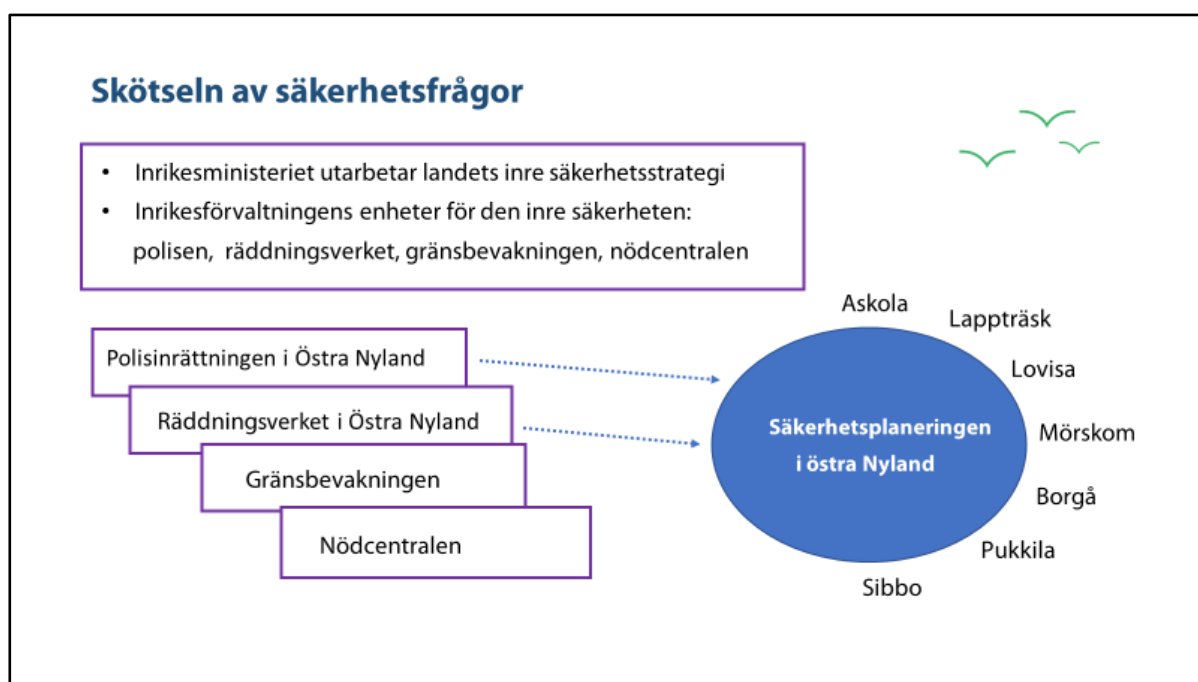 Skötseln av säkerhetsfrågor
• Inrikesministeriet utarbetar landets inre säkerhetsstrategi
• Inrikesförvaltningens enheter för den inre säkerheten:
polisen, räddningsverket, gränsbevakningen, nödcentralen
Polisinrättningen i Östra Nyland
Räddningsverket i Östra Nyland
Gränsbevakningen
Nödcentralen
Säkerhetsplaneringen
i östra Nyland
Askola
Lappträsk
Lovisa
Mörskom
Borgå
Pukkila
Sibbo